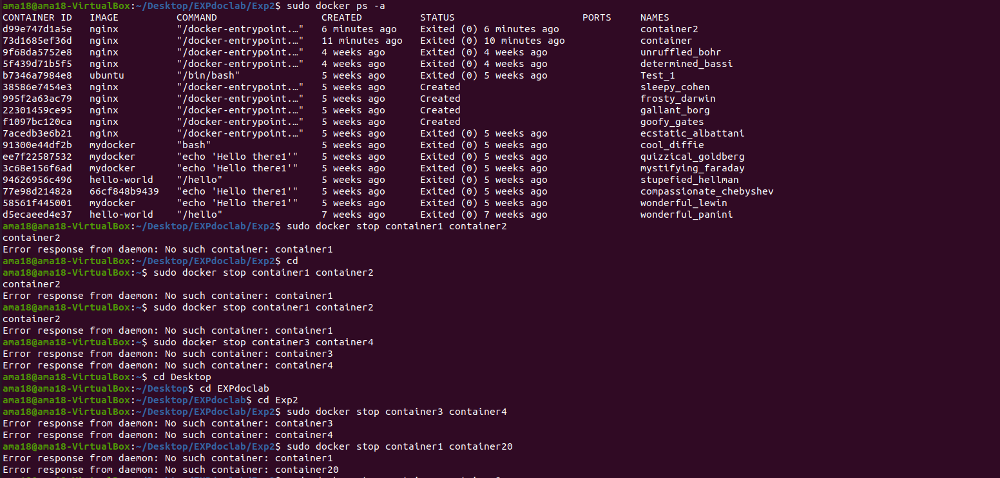 ama18@ama18-VirtualBox:~/Desktop/EXPdoclab/Exp2$ sudo docker ps -a
CONTAINER ID   IMAGE          COMMAND                  CREATED          STATUS                      PORTS     NAMES
d99e747d1a5e   nginx          "/docker-entrypoint.…"   6 minutes ago    Exited (0) 6 minutes ago              container2
73d1685ef36d   nginx          "/docker-entrypoint.…"   11 minutes ago   Exited (0) 10 minutes ago             container
9f68da5752e8   nginx          "/docker-entrypoint.…"   4 weeks ago      Exited (0) 4 weeks ago                unruffled_bohr
5f439d71b5f5   nginx          "/docker-entrypoint.…"   4 weeks ago      Exited (0) 4 weeks ago                determined_bassi
b7346a7984e8   ubuntu         "/bin/bash"              5 weeks ago      Exited (0) 5 weeks ago                Test_1
38586e7454e3   nginx          "/docker-entrypoint.…"   5 weeks ago      Created                               sleepy_cohen
995f2a63ac79   nginx          "/docker-entrypoint.…"   5 weeks ago      Created                               frosty_darwin
22301459ce95   nginx          "/docker-entrypoint.…"   5 weeks ago      Created                               gallant_borg
f1097bc120ca   nginx          "/docker-entrypoint.…"   5 weeks ago      Created                               goofy_gates
7acedb3e6b21   nginx          "/docker-entrypoint.…"   5 weeks ago      Exited (0) 5 weeks ago                ecstatic_albattani
91300e44df2b   mydocker       "bash"                   5 weeks ago      Exited (0) 5 weeks ago                cool_diffie
ee7f22587532   mydocker       "echo 'Hello there1'"    5 weeks ago      Exited (0) 5 weeks ago                quizzical_goldberg
3c68e156f6ad   mydocker       "echo 'Hello there1'"    5 weeks ago      Exited (0) 5 weeks ago                mystifying_faraday
94626956c496   hello-world    "/hello"                 5 weeks ago      Exited (0) 5 weeks ago                stupefied_hellman
77e98d21482a   66cf848b9439   "echo 'Hello there1'"    5 weeks ago      Exited (0) 5 weeks ago                compassionate_chebyshev
58561f445001   mydocker       "echo 'Hello there1'"    5 weeks ago      Exited (0) 5 weeks ago                wonderful_lewin
d5ecaeed4e37   hello-world    "/hello"                 7 weeks ago      Exited (0) 7 weeks ago                wonderful_panini
ama18@ama18-VirtualBox:~/Desktop/EXPdoclab/Exp2$ sudo docker stop container1 container2
container2
Error response from daemon: No such container: container1
ama18@ama18-VirtualBox:~/Desktop/EXPdoclab/Exp2$ cd
ama18@ama18-VirtualBox:~$ sudo docker stop container1 container2
container2
Error response from daemon: No such container: container1
ama18@ama18-VirtualBox:~$ sudo docker stop container1 container2
container2
Error response from daemon: No such container: container1
ama18@ama18-VirtualBox:~$ sudo docker stop container3 container4
Error response from daemon: No such container: container3
Error response from daemon: No such container: container4
ama18@ama18-VirtualBox:~$ cd Desktop
ama18@ama18-VirtualBox:~/Desktop$ cd EXPdoclab
ama18@ama18-VirtualBox:~/Desktop/EXPdoclab$ cd Exp2
ama18@ama18-VirtualBox:~/Desktop/EXPdoclab/Exp2$ sudo docker stop container3 container4
Error response from daemon: No such container: container3
Error response from daemon: No such container: container4
ama18@ama18-VirtualBox:~/Desktop/EXPdoclab/Exp2$ sudo docker stop container1 container20
Error response from daemon: No such container: container1
Error response from daemon: No such container: container20